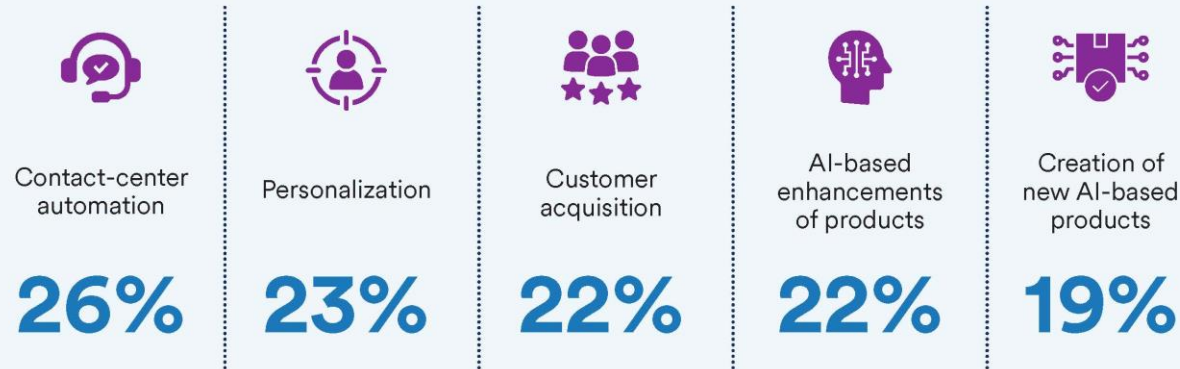 Contact-center
automation
26%
Personalization
23%
Customer
acquisition
22%
AI-based
enhancements
of products
22%
Creation of
new AI-based
products
19%